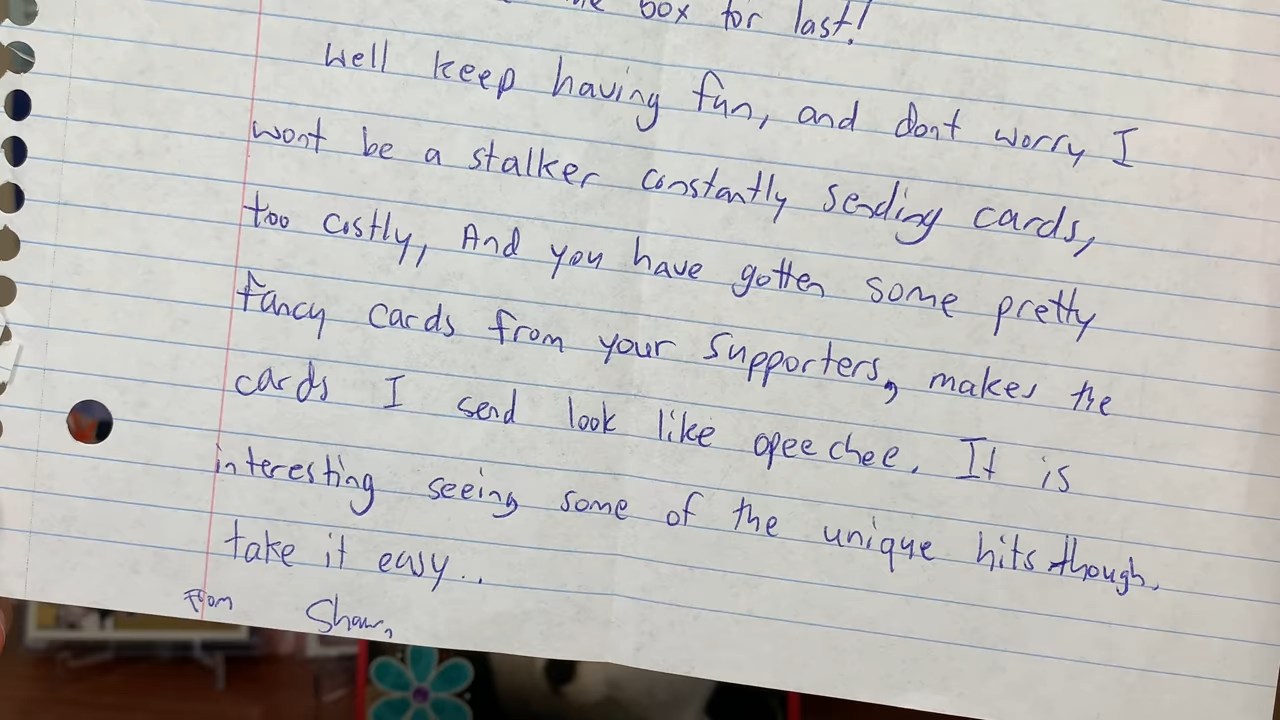 box for last!
Well keep having fun, and dont worry I
wont be a stalker constantly sending cards,
too costly, And you have gotten some pretty
fancy cards from your supporters, makes the
cards I send look like opeechee. It is
interesting seeing some of the unique hits though.
take it easy..
From Shawn